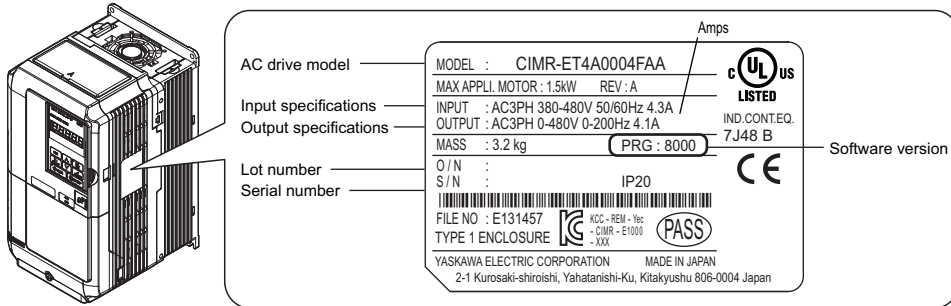 Amps
AC drive model
MODEL : CIMR-ET4A0004FAA
MAX APPLI. MOTOR : 1.5kW REV : A
Input specifications
INPUT : AC3PH 380-480V 50/60Hz 4.3A
Output specifications
OUTPUT : AC3PH 0-480V 0-200Hz 4.1A
MASS : 3.2 kg
PRG : 8000
Software version
Lot number
O / N :
Serial number
S / N :
IP20
FILE NO : E131457
TYPE 1 ENCLOSURE
KCC - REM - Yec
- CIMR - E1000
- XXX
PASS
YASKAWA ELECTRIC CORPORATION MADE IN JAPAN
2-1 Kurosaki-shiroishi, Yahatanishi-Ku, Kitakyushu 806-0004 Japan
C UL US
LISTED
IND.CONT.EQ.
7J48 B
CE